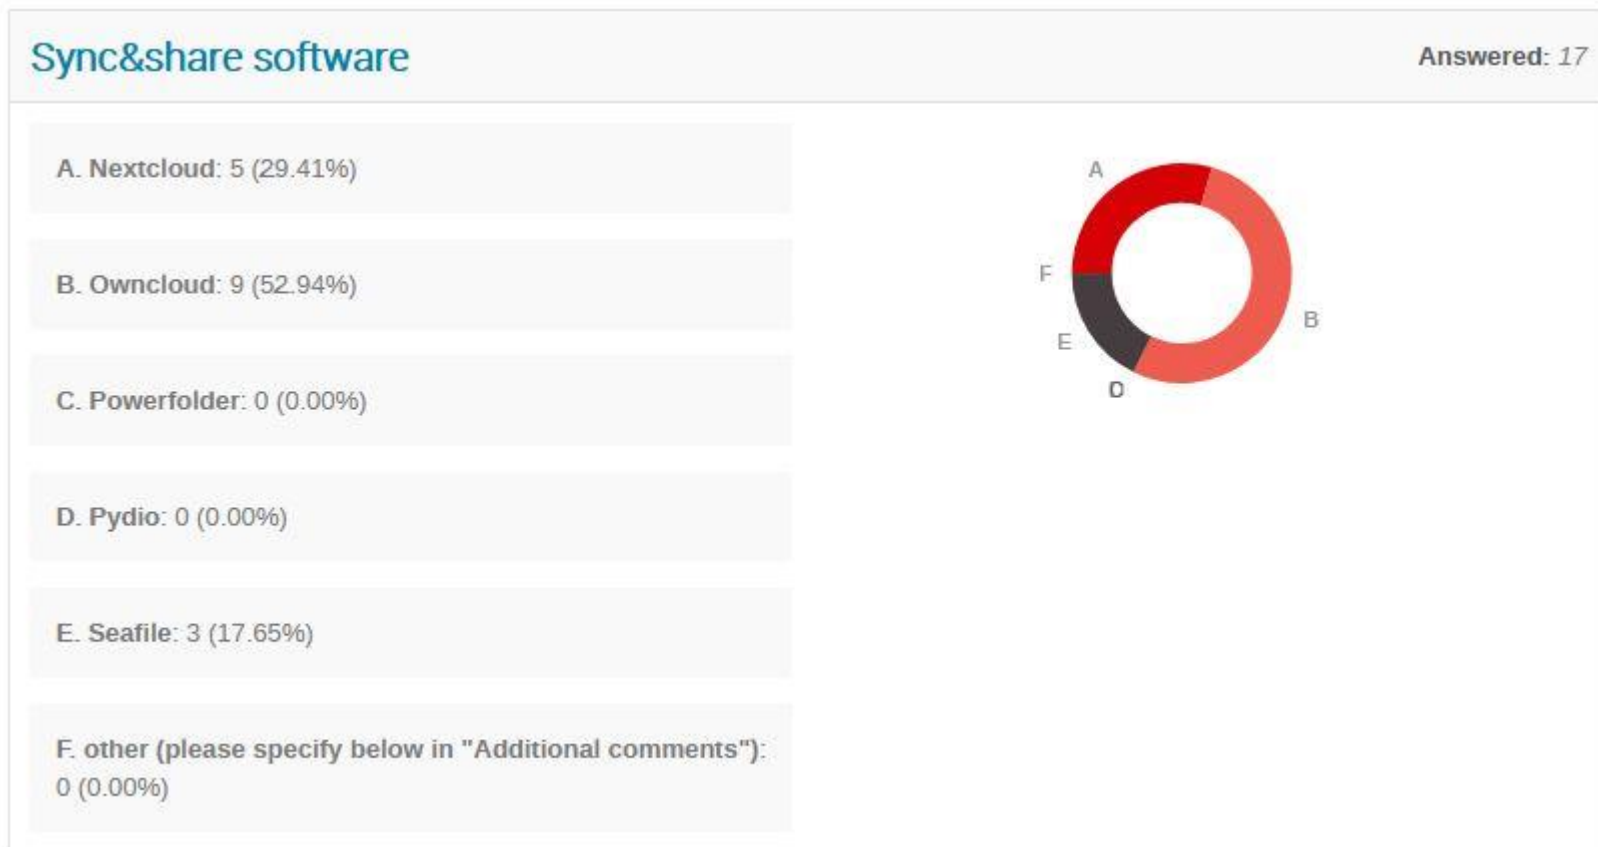 Sync&share software
Answered: 17
A. Nextcloud: 5 (29.41%)
B. Owncloud: 9 (52.94%)
C. Powerfolder: 0 (0.00%)
D. Pydio: 0 (0.00%)
E. Seafile: 3 (17.65%)
F. other (please specify below in "Additional comments"):
0 (0.00%)
A
F
B
E
D